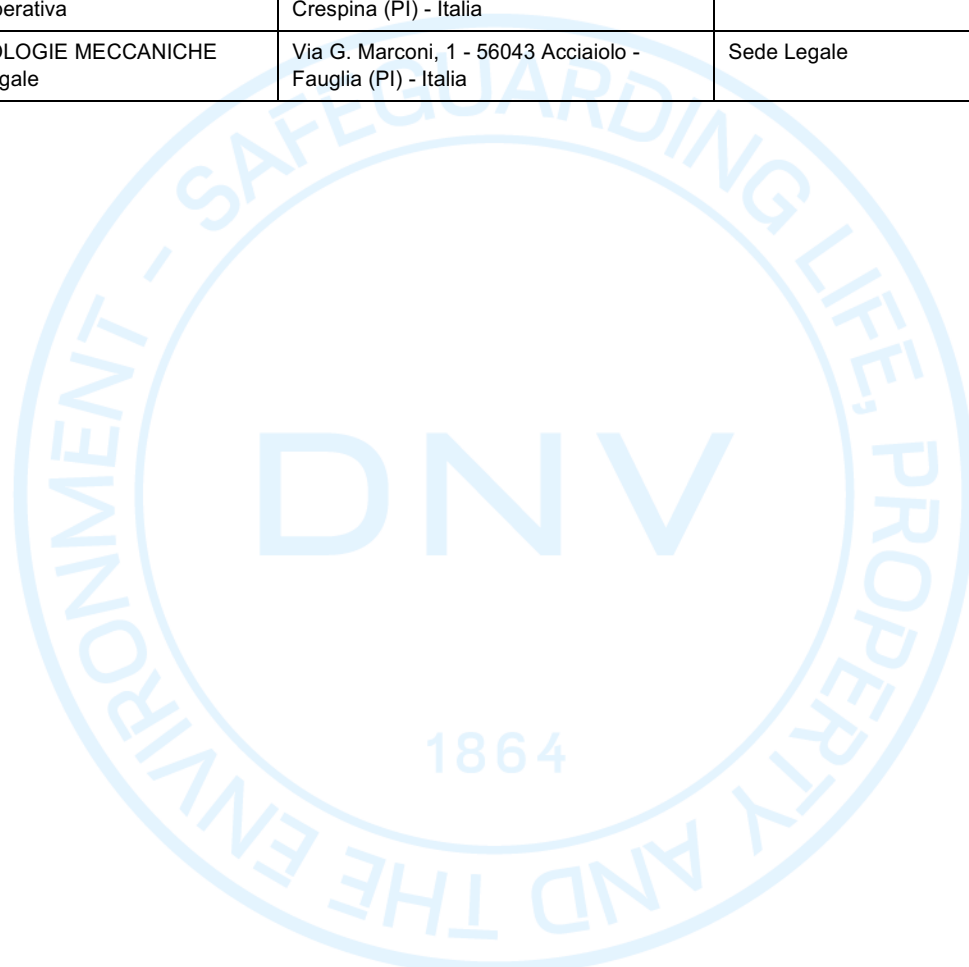 perativa
Crespina (PI) - Italia
OLOGIE MECCANICHE
gale
Via G. Marconi, 1 - 56043 Acciaiolo -
Fauglia (PI) - Italia
Sede Legale
SAFEGUARDING LIFE, PROPERTY AND THE ENVIRONMENT -
DNV
1864